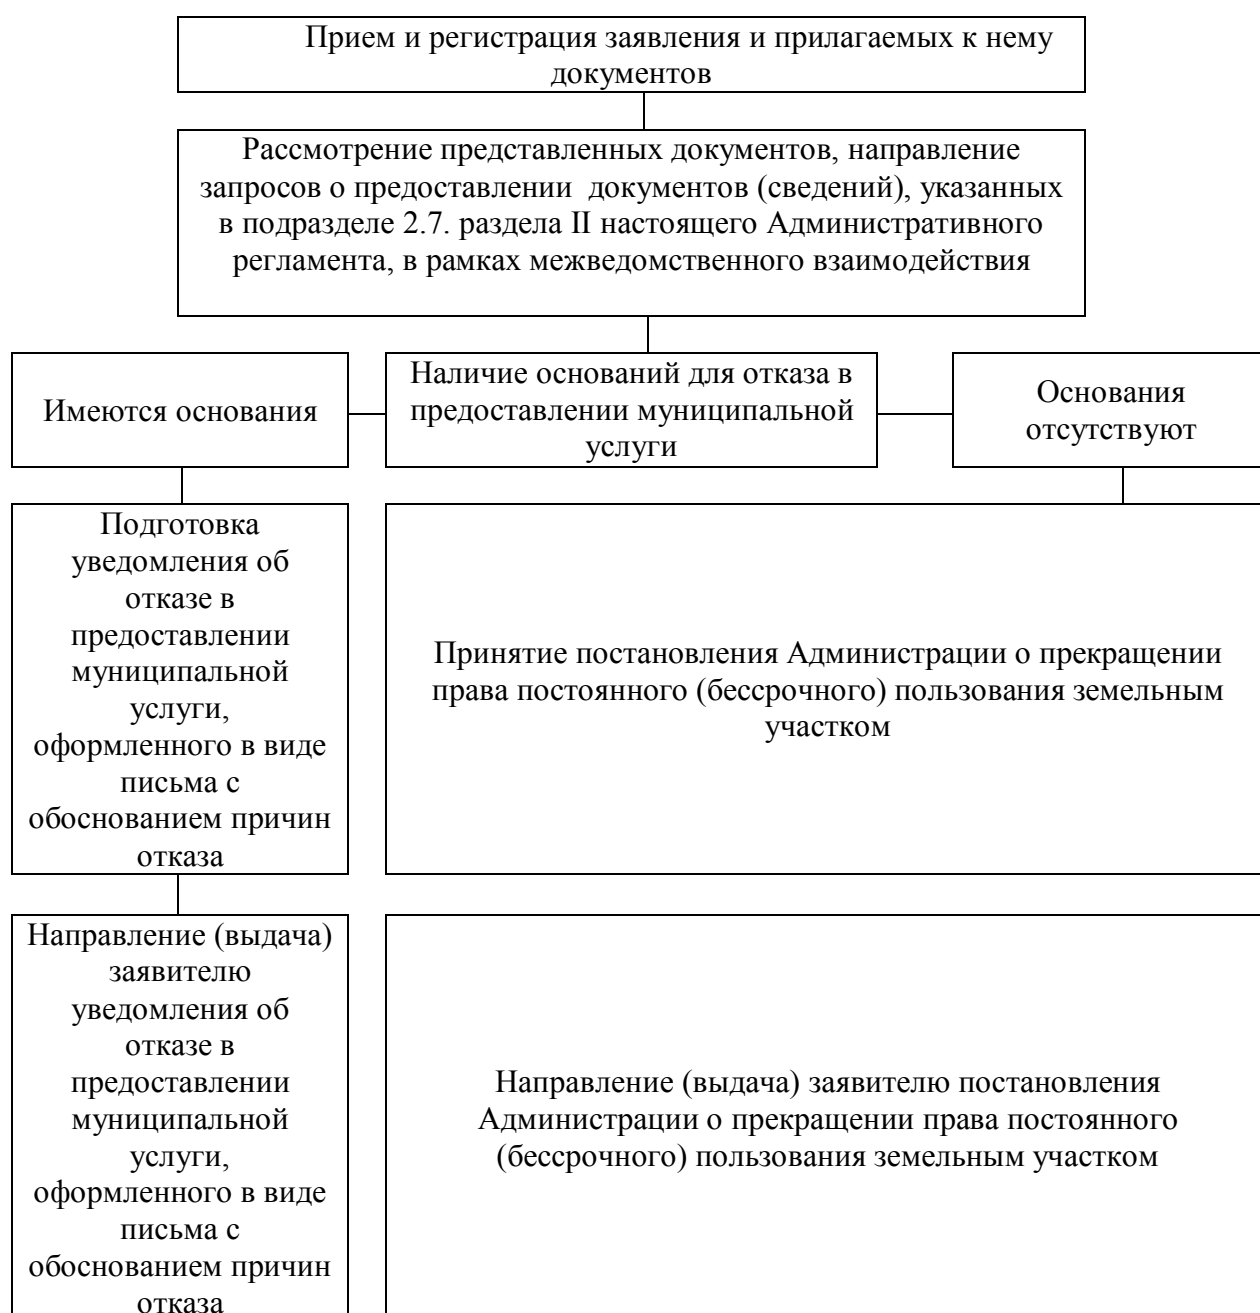 Прием и регистрация заявления и прилагаемых к нему
документов
Рассмотрение представленных документов, направление
запросов о предоставлении документов (сведений), указанных
в подразделе 2.7. раздела II настоящего Административного
регламента, в рамках межведомственного взаимодействия
Имеются основания
Наличие оснований для отказа в
предоставлении муниципальной
услуги
Основания
отсутствуют
Подготовка
уведомления об
отказе в
предоставлении
муниципальной
услуги,
оформленного в виде
письма с
обоснованием причин
отказа
Принятие постановления Администрации о прекращении
права постоянного (бессрочного) пользования земельным
участком
Направление (выдача)
заявителю
уведомления об
отказе в
предоставлении
муниципальной
услуги,
оформленного в виде
письма с
обоснованием причин
отказа
Направление (выдача) заявителю постановления
Администрации о прекращении права постоянного
(бессрочного) пользования земельным участком